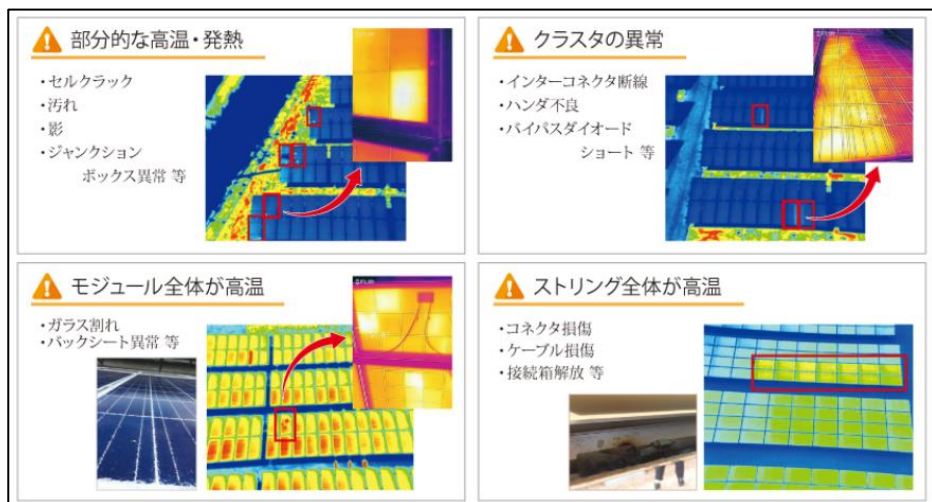 部分的な高温・発熱
・セルクラック
・汚れ
・影
・ジャンクション
ボックス異常 等
クラスタの異常
・インターコネクタ断線
・ハンダ不良
・バイパスダイオード
ショート 等
モジュール全体が高温
・ガラス割れ
・バックシート異常 等
ストリング全体が高温
・コネクタ損傷
・ケーブル損傷
・接続箱解放 等